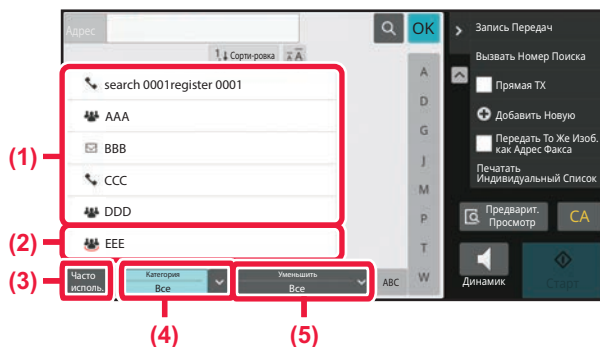 Адрес
OK
Сорти-ровка
search 0001register 0001
AAA
BBB
CCC
DDD
EEE
(1)
(2)
(3)
Часто
исполь.
Категория
Все
Уменьшить
Все
ABC
(4)
(5)
A
D
G
J
M
P
T
W
Запись Передач
Вызвать Номер Поиска
Прямая TX
Добавить Новую
Передать То Же Изоб.
как Адрес Факса
Печатать
Индивидуальный Список
Предварит.
Просмотр
CA
Динамик
Старт